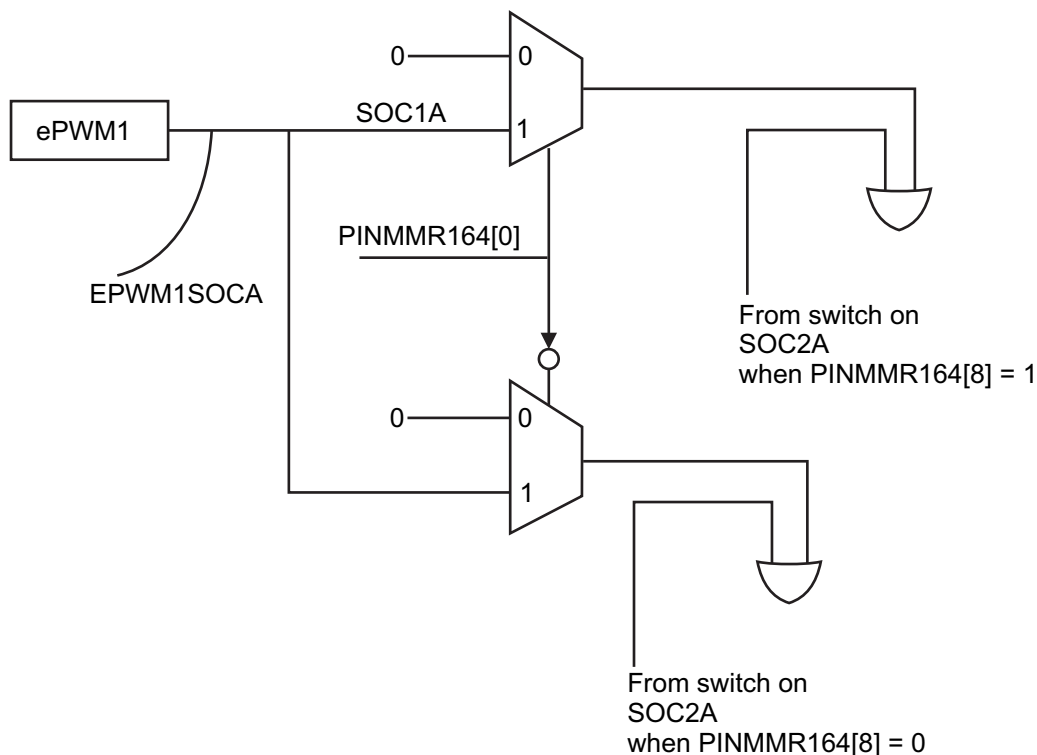 0
0
ePWM1
SOC1A
1
PINMMR164[0]
EPWM1SOCA
From switch on
SOC2A
when PINMMR164[8] = 1
0
0
1
From switch on
SOC2A
when PINMMR164[8] = 0